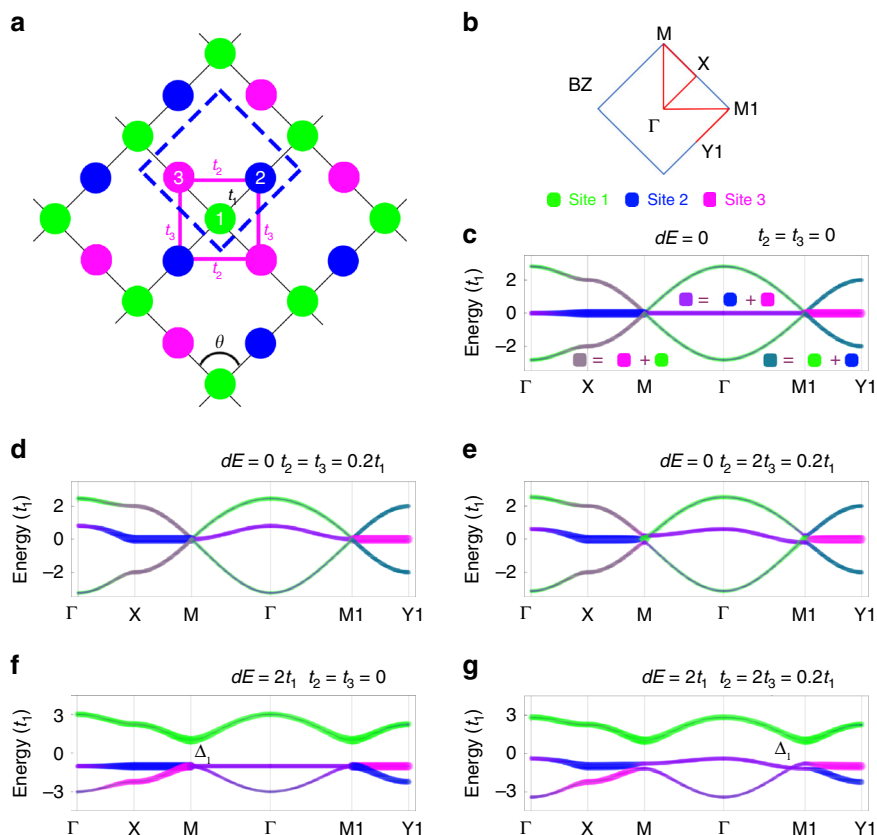 a
t₂
3
2
t₁
1
t₃
t₃
t₂
θ
b
M
X
BZ
M1
Γ
Y1
Site 1 Site 2 Site 3
c
dE = 0 t₂ = t₃ = 0
Energy (t₁)
2
0
−2
= +
= +
= +
Γ X M Γ M1 Y1
d
dE = 0 t₂ = t₃ = 0.2t₁
Energy (t₁)
2
0
−2
Γ X M Γ M1 Y1
e
dE = 0 t₂ = 2t₃ = 0.2t₁
Energy (t₁)
2
0
−2
Γ X M Γ M1 Y1
f
dE = 2t₁ t₂ = t₃ = 0
Energy (t₁)
3
0
−3
Δ₁
Γ X M Γ M1 Y1
g
dE = 2t₁ t₂ = 2t₃ = 0.2t₁
Energy (t₁)
3
0
−3
Δ₁
Γ X M Γ M1 Y1